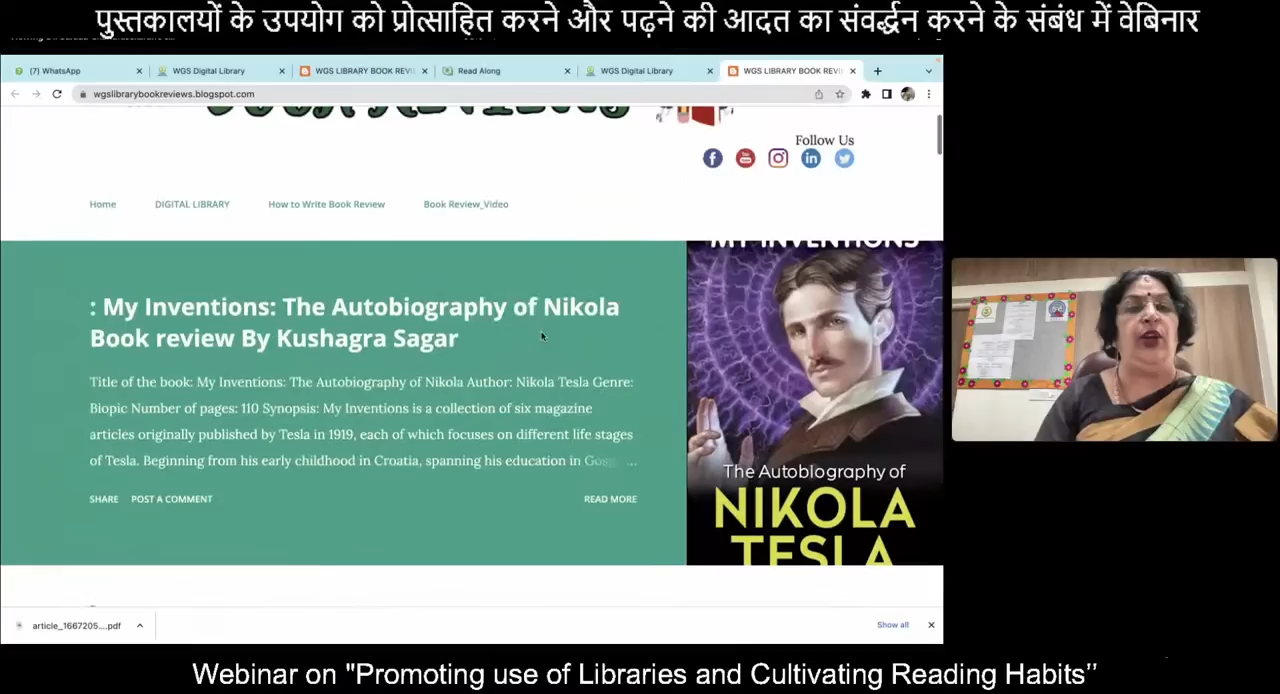 पुस्तकालयों के उपयोग को प्रोत्साहित करने और पढ़ने की आदत का संवर्द्धन करने के संबंध में वेबिनार
(7) WhatsApp
WGS Digital Library
WGS LIBRARY BOOK REVI
Read Along
WGS Digital Library
WGS LIBRARY BOOK REVI
wgslibrarybookreviews.blogspot.com
Follow Us
Home
DIGITAL LIBRARY
How to Write Book Review
Book Review_Video
MY INVENTIONS
: My Inventions: The Autobiography of Nikola
Book review By Kushagra Sagar
Title of the book: My Inventions: The Autobiography of Nikola Author: Nikola Tesla Genre:
Biopic Number of pages: 110 Synopsis: My Inventions is a collection of six magazine
articles originally published by Tesla in 1919, each of which focuses on different life stages
of Tesla. Beginning from his early childhood in Croatia, spanning his education in
...
SHARE
POST A COMMENT
READ MORE
The Autobiography of
NIKOLA
TESLA
article_1667205....pdf
Show all
Webinar on "Promoting use of Libraries and Cultivating Reading Habits''